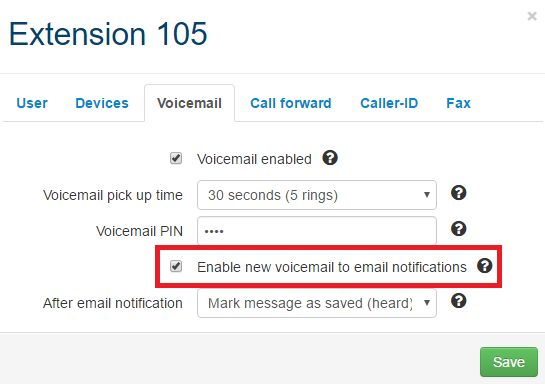 ×
Extension 105
User Devices Voicemail Call forward Caller-ID Fax
Voicemail enabled ?
Voicemail pick up time 30 seconds (5 rings) ?
Voicemail PIN •••• ?
Enable new voicemail to email notifications ?
After email notification Mark message as saved (heard) ?
Save